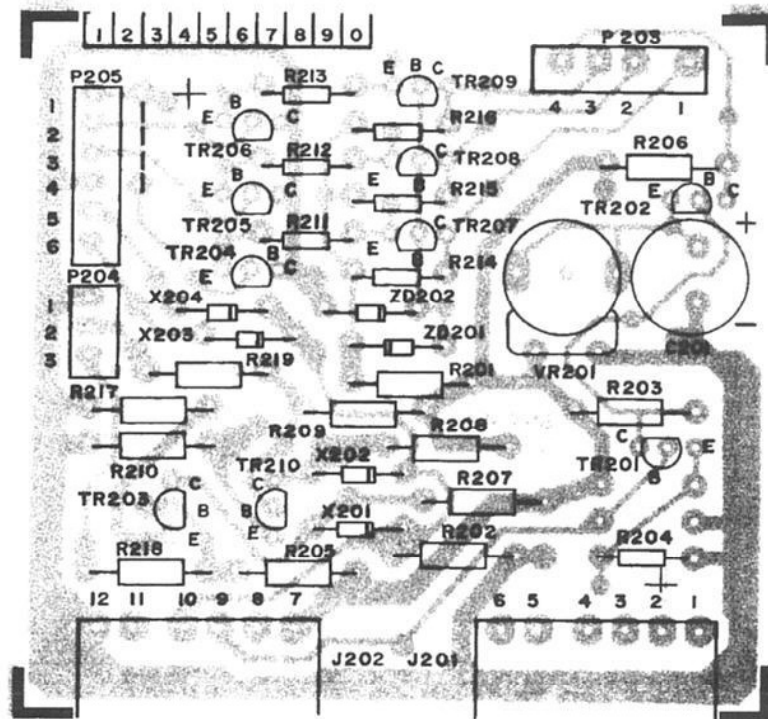 1 2 3 4 5 6 7 8 9 0
P203
4 3 2 1
P205
1
2
3
4
5
6
R213
E B C TR209
E B C
TR206
R216
R206
R212
C TR208
E B
R215
E B C
TR202
E C
TR205
R211
C TR207
E B
R214
TR204
E B C
+
P204
1
2
3
X204
ZD202
X203
ZD201
−
C201
VR201
R219
R201
R217
R203
R209
R208
R210
X202
C E
TR201
B
TR203
C
B
E
TR210
C
B
E
R207
X201
R202
R218
R205
R204
12 11 10 9 8 7
6 5 4 3 2 1
J202 J201